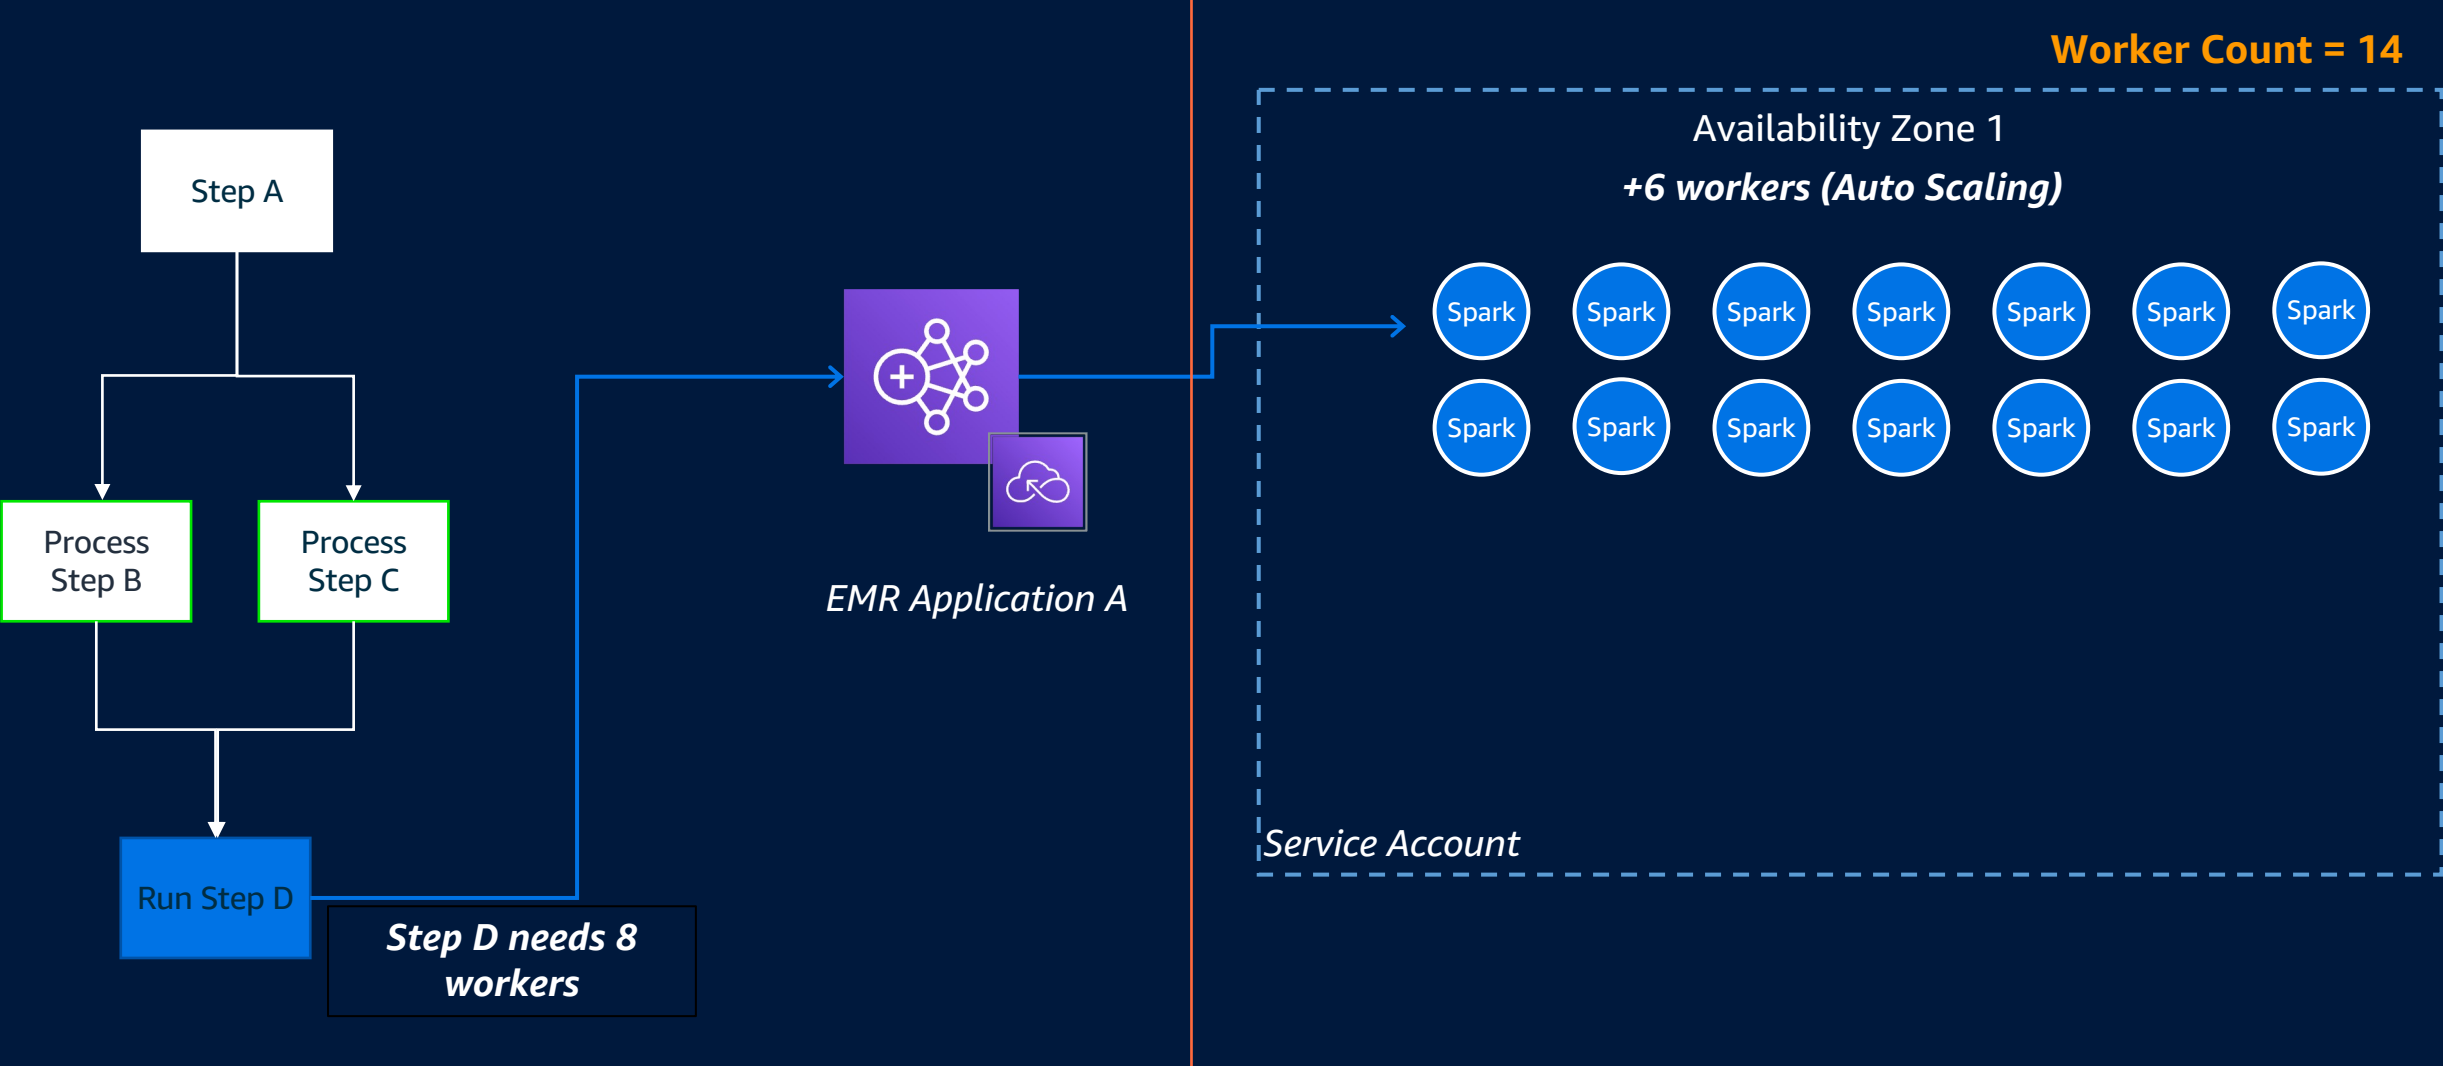 Worker Count = 14
Availability Zone 1
+6 workers (Auto Scaling)
Step A
Spark Spark Spark Spark Spark Spark Spark
Spark Spark Spark Spark Spark Spark Spark
Process
Step B
Process
Step C
EMR Application A
Service Account
Run Step D
Step D needs 8
workers